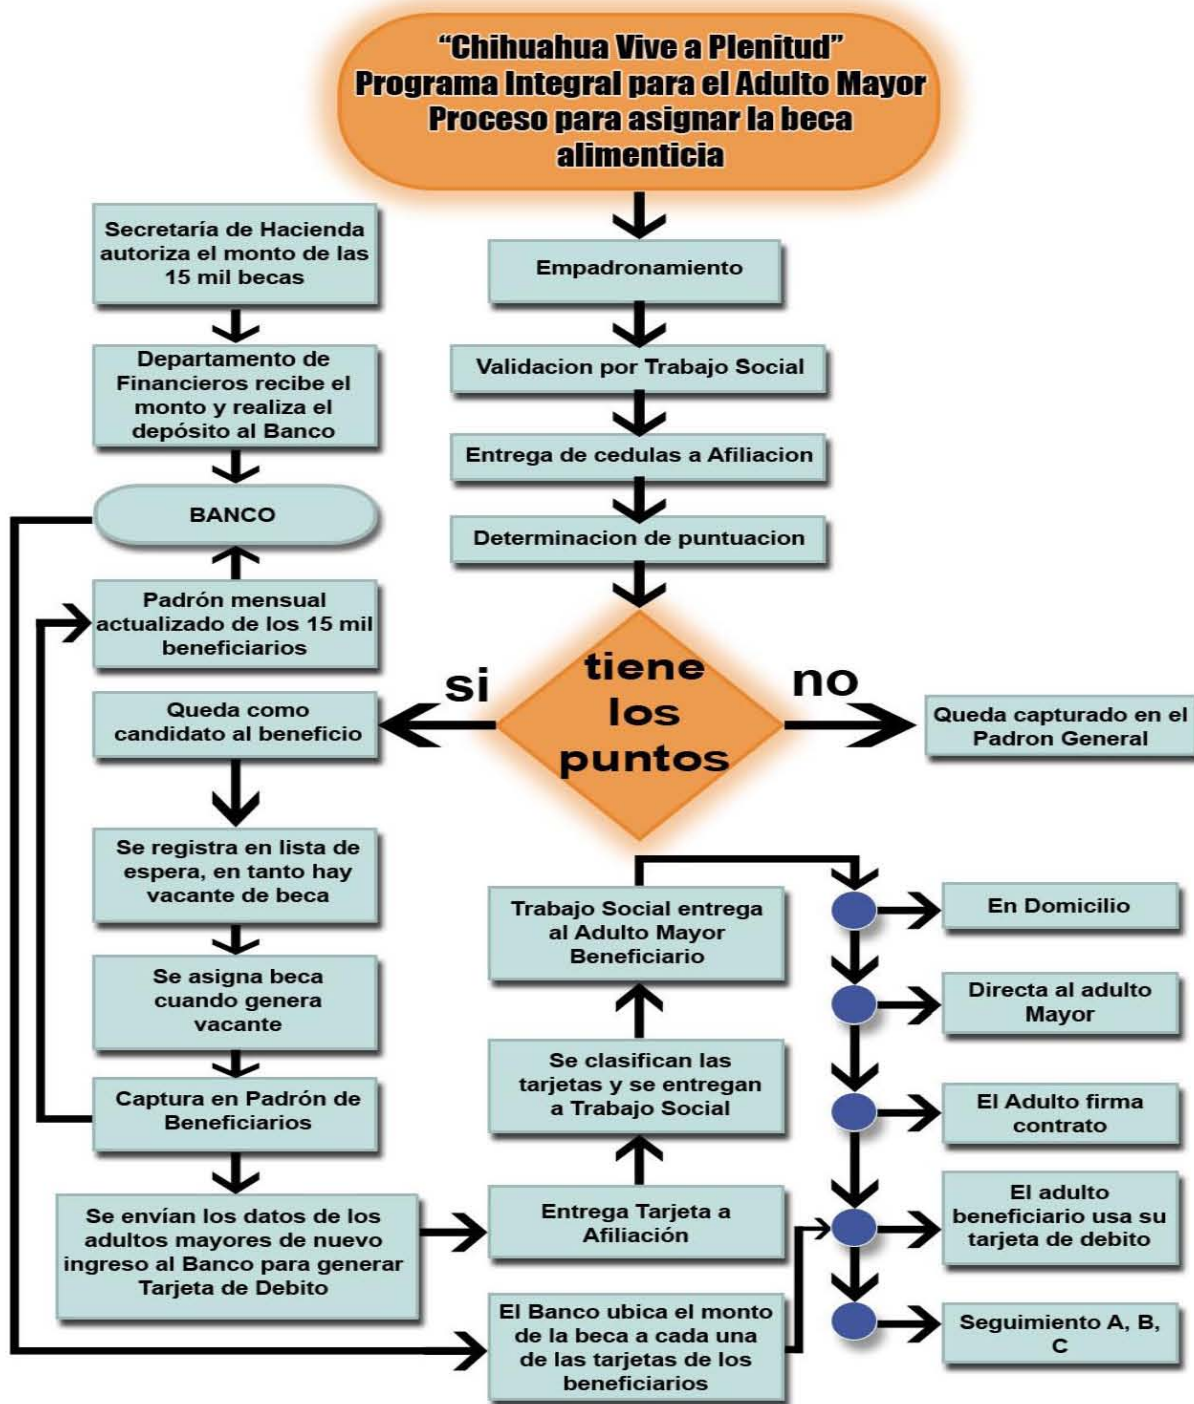 “Chihuahua Vive a Plenitud”
Programa Integral para el Adulto Mayor
Proceso para asignar la beca
alimenticia
Secretaría de Hacienda
autoriza el monto de las
15 mil becas
Departamento de
Financieros recibe el
monto y realiza el
depósito al Banco
BANCO
Padrón mensual
actualizado de los 15 mil
beneficiarios
Empadronamiento
Validacion por Trabajo Social
Entrega de cedulas a Afiliacion
Determinacion de puntuacion
tiene
los
puntos
si
no
Queda capturado en el
Padron General
Queda como
candidato al beneficio
Se registra en lista de
espera, en tanto hay
vacante de beca
Se asigna beca
cuando genera
vacante
Captura en Padrón de
Beneficiarios
Se envían los datos de los
adultos mayores de nuevo
ingreso al Banco para generar
Tarjeta de Debito
Entrega Tarjeta a
Afiliación
Se clasifican las
tarjetas y se entregan
a Trabajo Social
Trabajo Social entrega
al Adulto Mayor
Beneficiario
El Banco ubica el monto
de la beca a cada una
de las tarjetas de los
beneficiarios
En Domicilio
Directa al adulto
Mayor
El Adulto firma
contrato
El adulto
beneficiario usa su
tarjeta de debito
Seguimiento A, B,
C